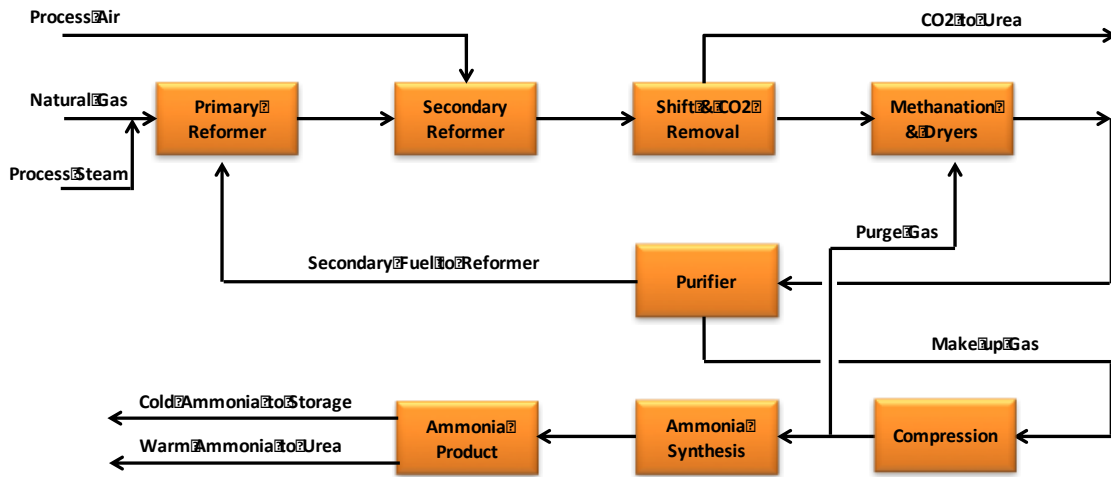 Process Air
CO2 to Urea
Natural Gas
Primary
Reformer
Secondary
Reformer
Shift & CO2
Removal
Methanation
& Dryers
Process Steam
Purge Gas
Secondary Fuel to Reformer
Purifier
Make up Gas
Cold Ammonia to Storage
Warm Ammonia to Urea
Ammonia
Product
Ammonia
Synthesis
Compression